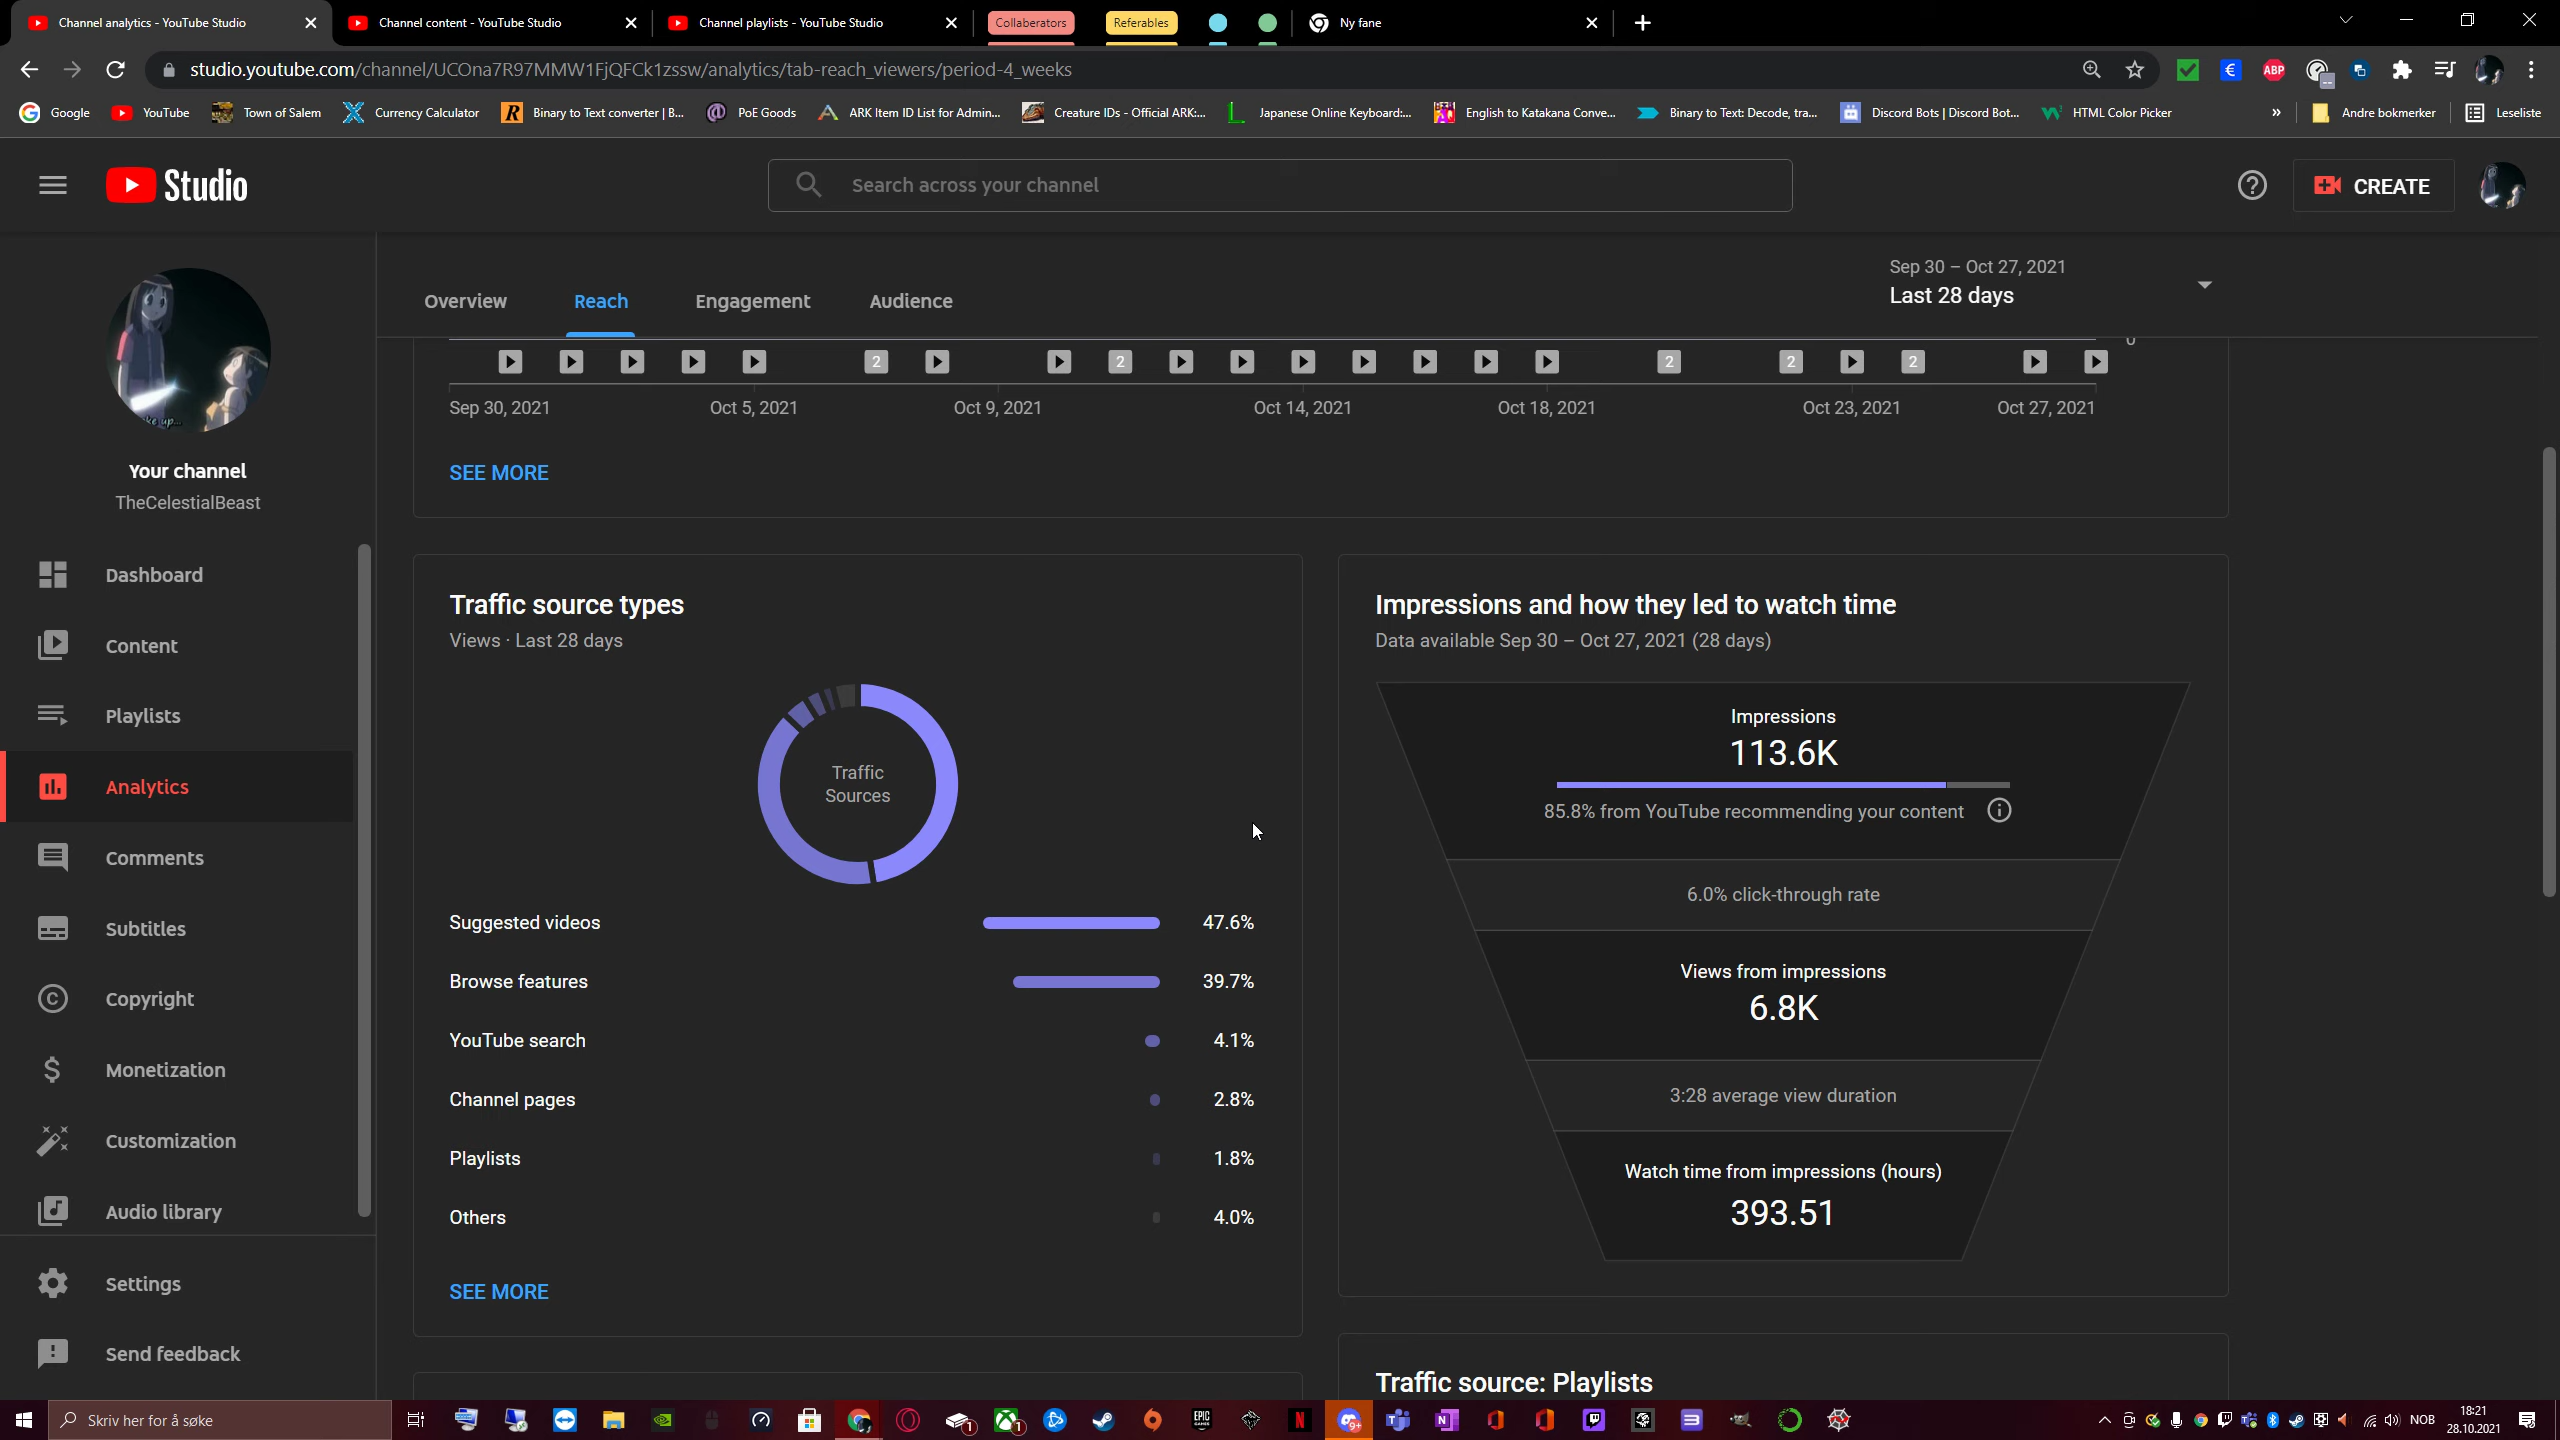 Channel analytics - YouTube Studio
Channel content - YouTube Studio
Channel playlists - YouTube Studio
Collaberators
Referables
Ny fane
studio.youtube.com/channel/UCOna7R97MMW1FjQFCk1zssw/analytics/tab-reach_viewers/period-4_weeks
ABP
Google
YouTube
Town of Salem
Currency Calculator
Binary to Text converter | B...
PoE Goods
ARK Item ID List for Admin...
Creature IDs - Official ARK:...
Japanese Online Keyboard:...
English to Katakana Conve...
Binary to Text: Decode, tra...
Discord Bots | Discord Bot...
HTML Color Picker
»
Andre bokmerker
Leseliste
Studio
Search across your channel
CREATE
Your channel
TheCelestialBeast
Dashboard
Content
Playlists
Analytics
Comments
Subtitles
Copyright
Monetization
Customization
Audio library
Settings
Send feedback
Overview
Reach
Engagement
Audience
Sep 30 – Oct 27, 2021
Last 28 days
0
2
2
2
2
2
Sep 30, 2021
Oct 5, 2021
Oct 9, 2021
Oct 14, 2021
Oct 18, 2021
Oct 23, 2021
Oct 27, 2021
SEE MORE
Traffic source types
Views · Last 28 days
Traffic
Sources
Suggested videos 47.6%
Browse features 39.7%
YouTube search 4.1%
Channel pages 2.8%
Playlists 1.8%
Others 4.0%
SEE MORE
Impressions and how they led to watch time
Data available Sep 30 – Oct 27, 2021 (28 days)
Impressions
113.6K
85.8% from YouTube recommending your content
6.0% click-through rate
Views from impressions
6.8K
3:28 average view duration
Watch time from impressions (hours)
393.51
Traffic source: Playlists
Skriv her for å søke
EPIC
NOB
18:21
28.10.2021